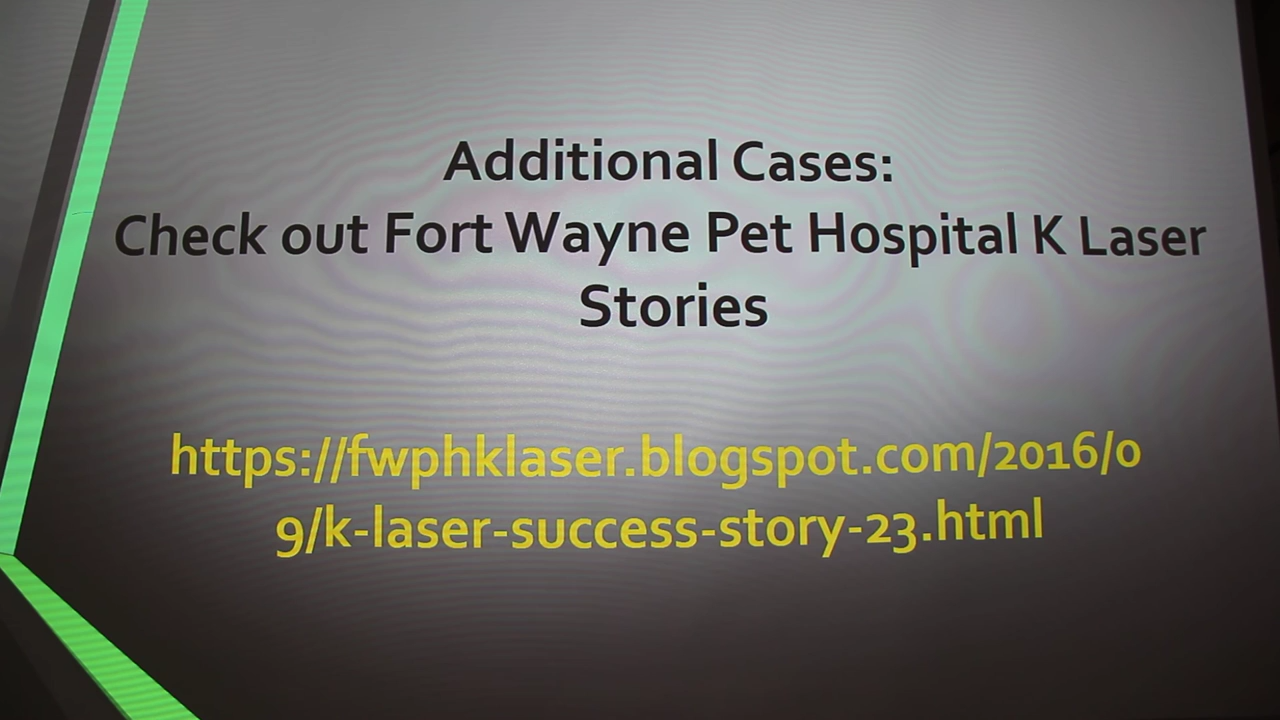 Additional Cases:
Check out Fort Wayne Pet Hospital K Laser
Stories
https://fwphklaser.blogspot.com/2016/0
9/k-laser-success-story-23.html